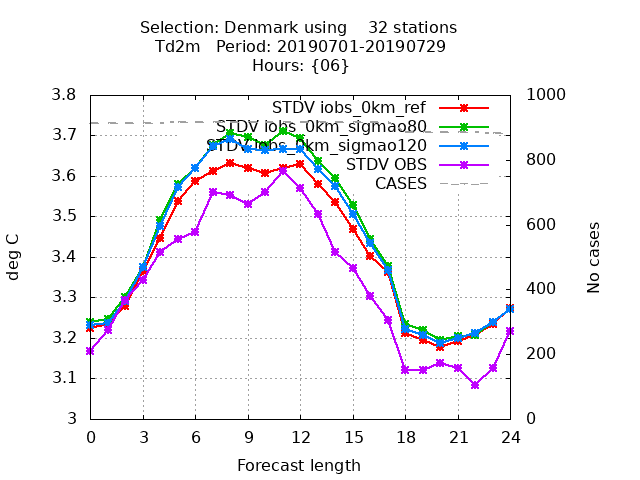 Selection: Denmark using    32 stations
Td2m   Period: 20190701-20190729
Hours: {06}
STDV iobs_0km_ref
STDV iobs_0km_sigmao80
STDV iobs_0km_sigmao120
STDV OBS
CASES
3.8
3.7
3.6
3.5
3.4
3.3
3.2
3.1
3
deg C
1000
800
600
400
200
0
No cases
0 3 6 9 12 15 18 21 24
Forecast length